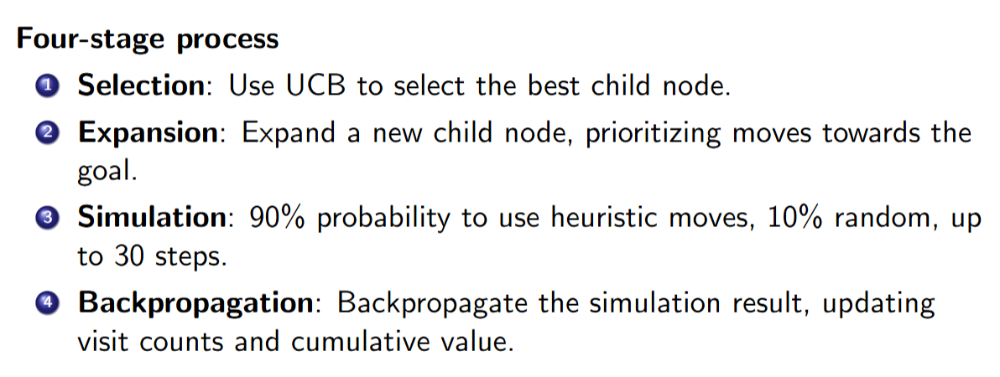 Four-stage process
1 Selection: Use UCB to select the best child node.
2 Expansion: Expand a new child node, prioritizing moves towards the
goal.
3 Simulation: 90% probability to use heuristic moves, 10% random, up
to 30 steps.
4 Backpropagation: Backpropagate the simulation result, updating
visit counts and cumulative value.